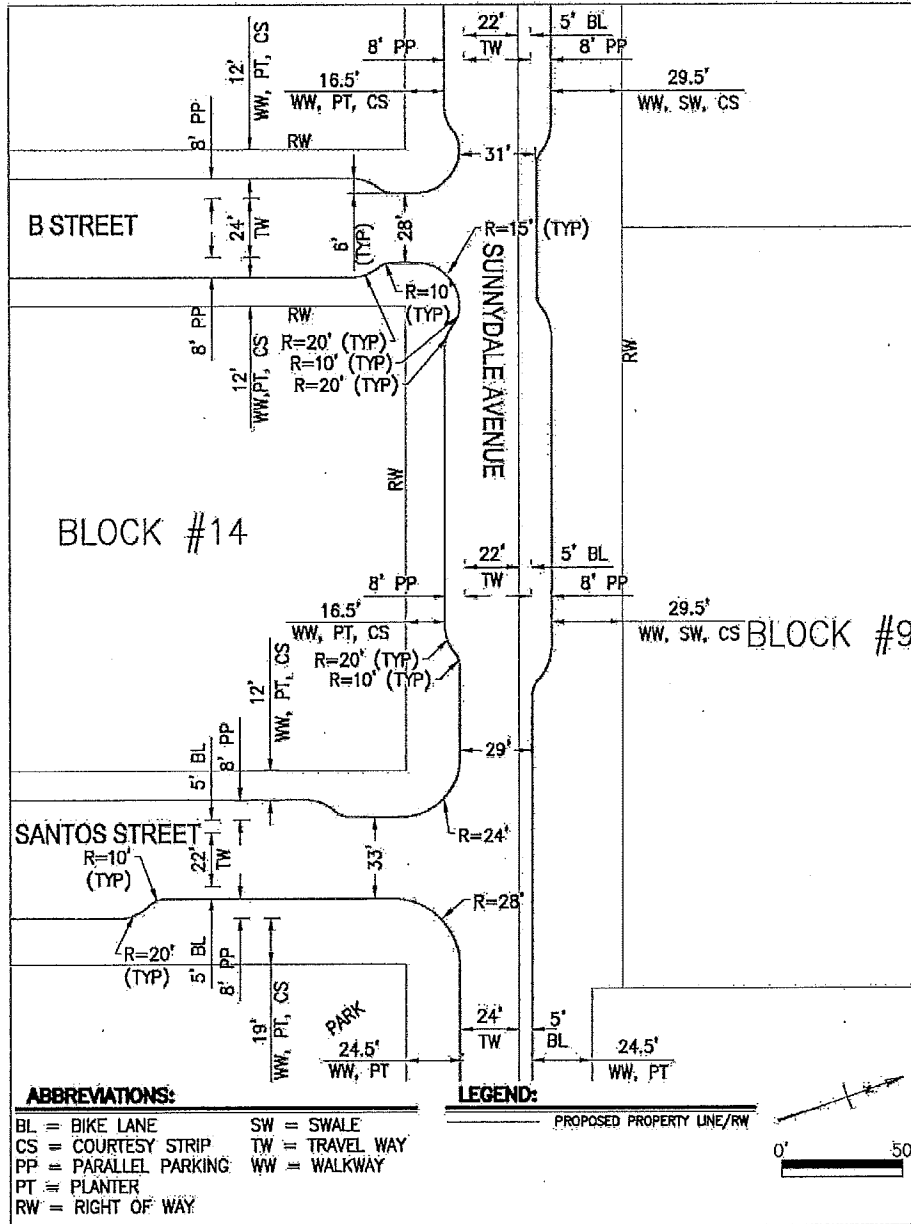 22' 5' BL
8' PP TW 8' PP
12'
WW, PT, CS
16.5'
WW, PT, CS
29.5'
WW, SW, CS
8' PP
RW
31'
B STREET
24'
TW
6'
(TYP)
28'
R=15' (TYP)
SUNNYDALE AVENUE
R=10'
(TYP)
8' PP
RW
R=20' (TYP)
R=10' (TYP)
R=20' (TYP)
12'
WW,PT, CS
RW
RW
BLOCK #14
22' 5' BL
8' PP TW 8' PP
16.5'
WW, PT, CS
29.5'
WW, SW, CS
BLOCK #9
R=20' (TYP)
R=10' (TYP)
12'
WW, PT, CS
29'
5' BL
8' PP
SANTOS STREET
R=10'
(TYP)
22'
TW
33'
R=24'
R=28'
R=20'
(TYP)
5' BL
8' PP
19'
WW, PT, CS
PARK
24'
TW
5'
BL
24.5'
WW, PT
24.5'
WW, PT
ABBREVIATIONS:
BL = BIKE LANE
CS = COURTESY STRIP
PP = PARALLEL PARKING
PT = PLANTER
RW = RIGHT OF WAY
SW = SWALE
TW = TRAVEL WAY
WW = WALKWAY
LEGEND:
PROPOSED PROPERTY LINE/RW
0' 50